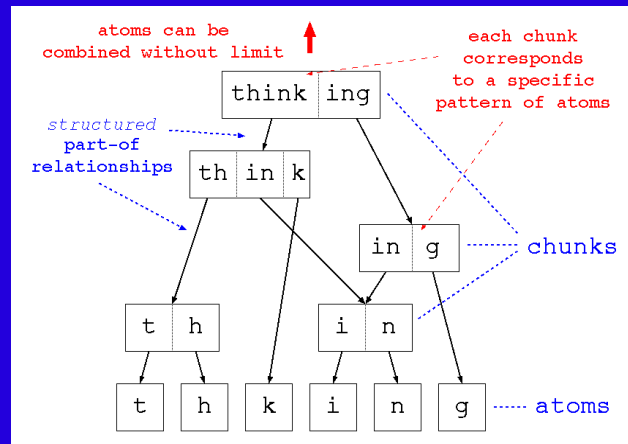 atoms can be
combined without limit
each chunk
corresponds
to a specific
pattern of atoms
think ing
structured
part-of
relationships
th in k
in g
chunks
t h
i n
t h k i n g
atoms